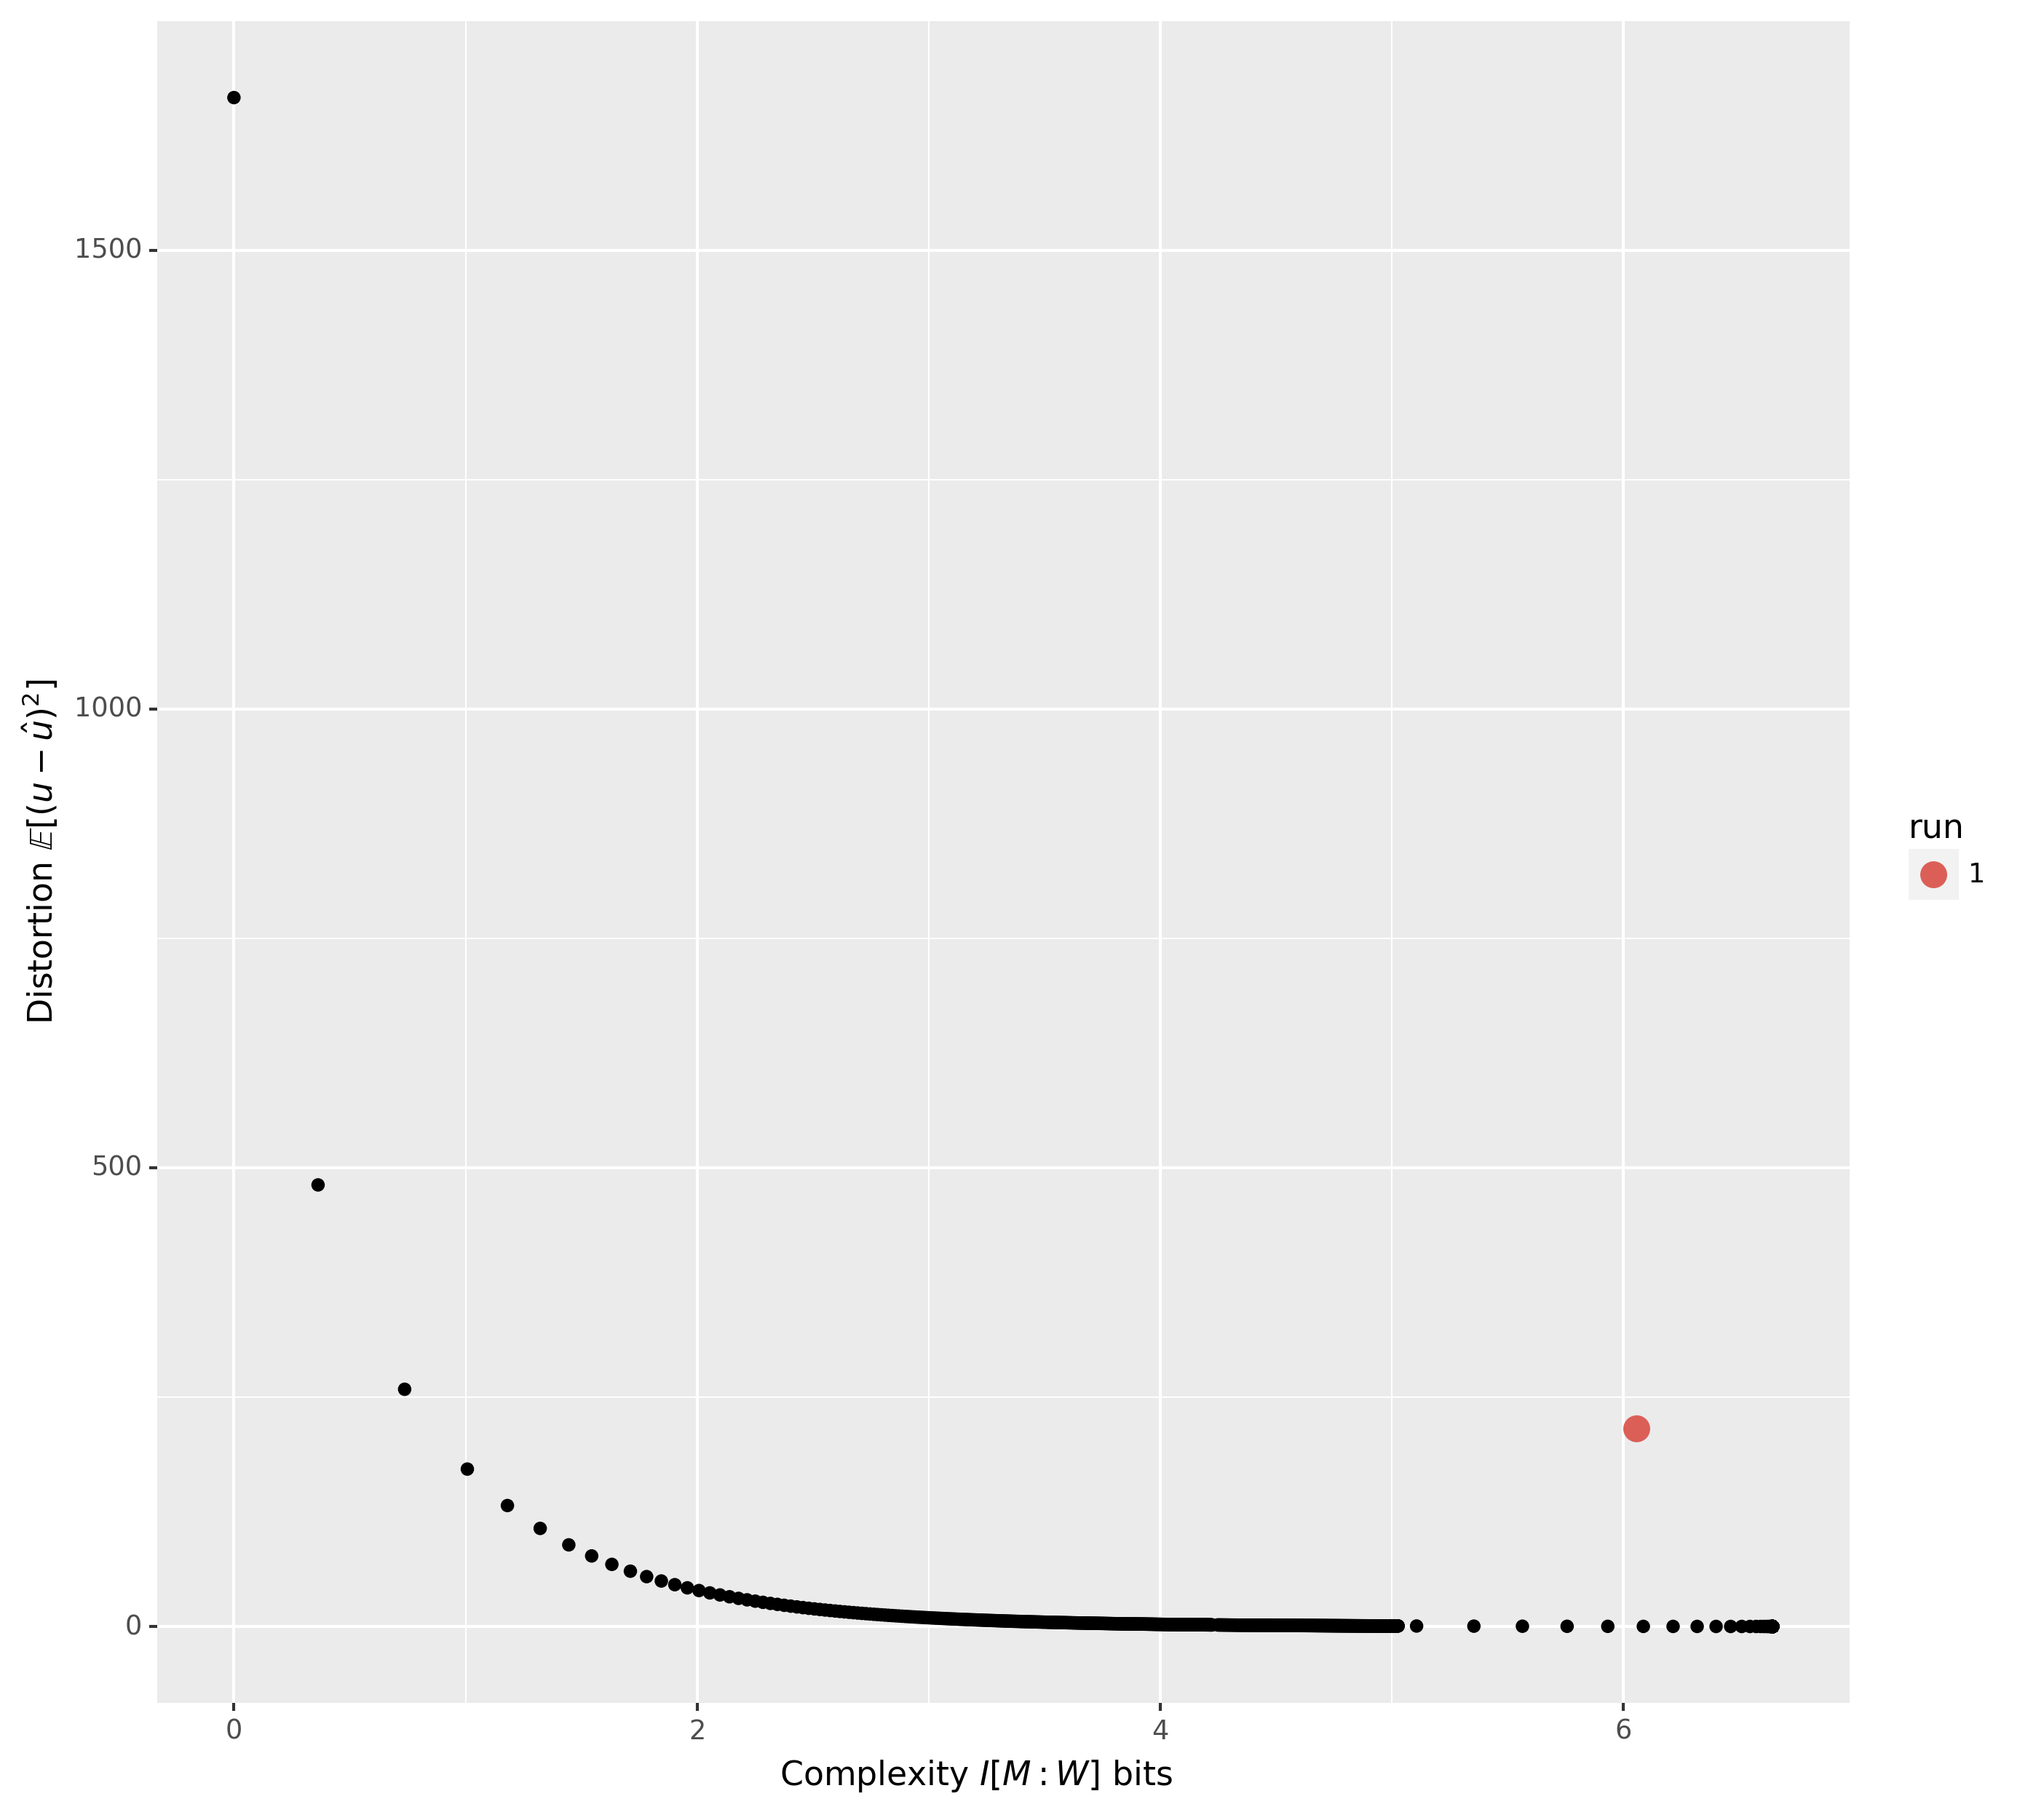 1500
1000
500
0
0 2 4 6
Distortion 𝔼[(u − û)²]
Complexity I[M : W] bits
run
1